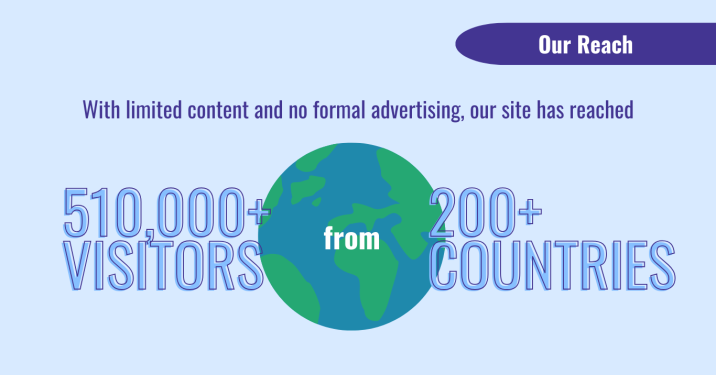 Our Reach
With limited content and no formal advertising, our site has reached
510,000+
VISITORS
from
200+
COUNTRIES